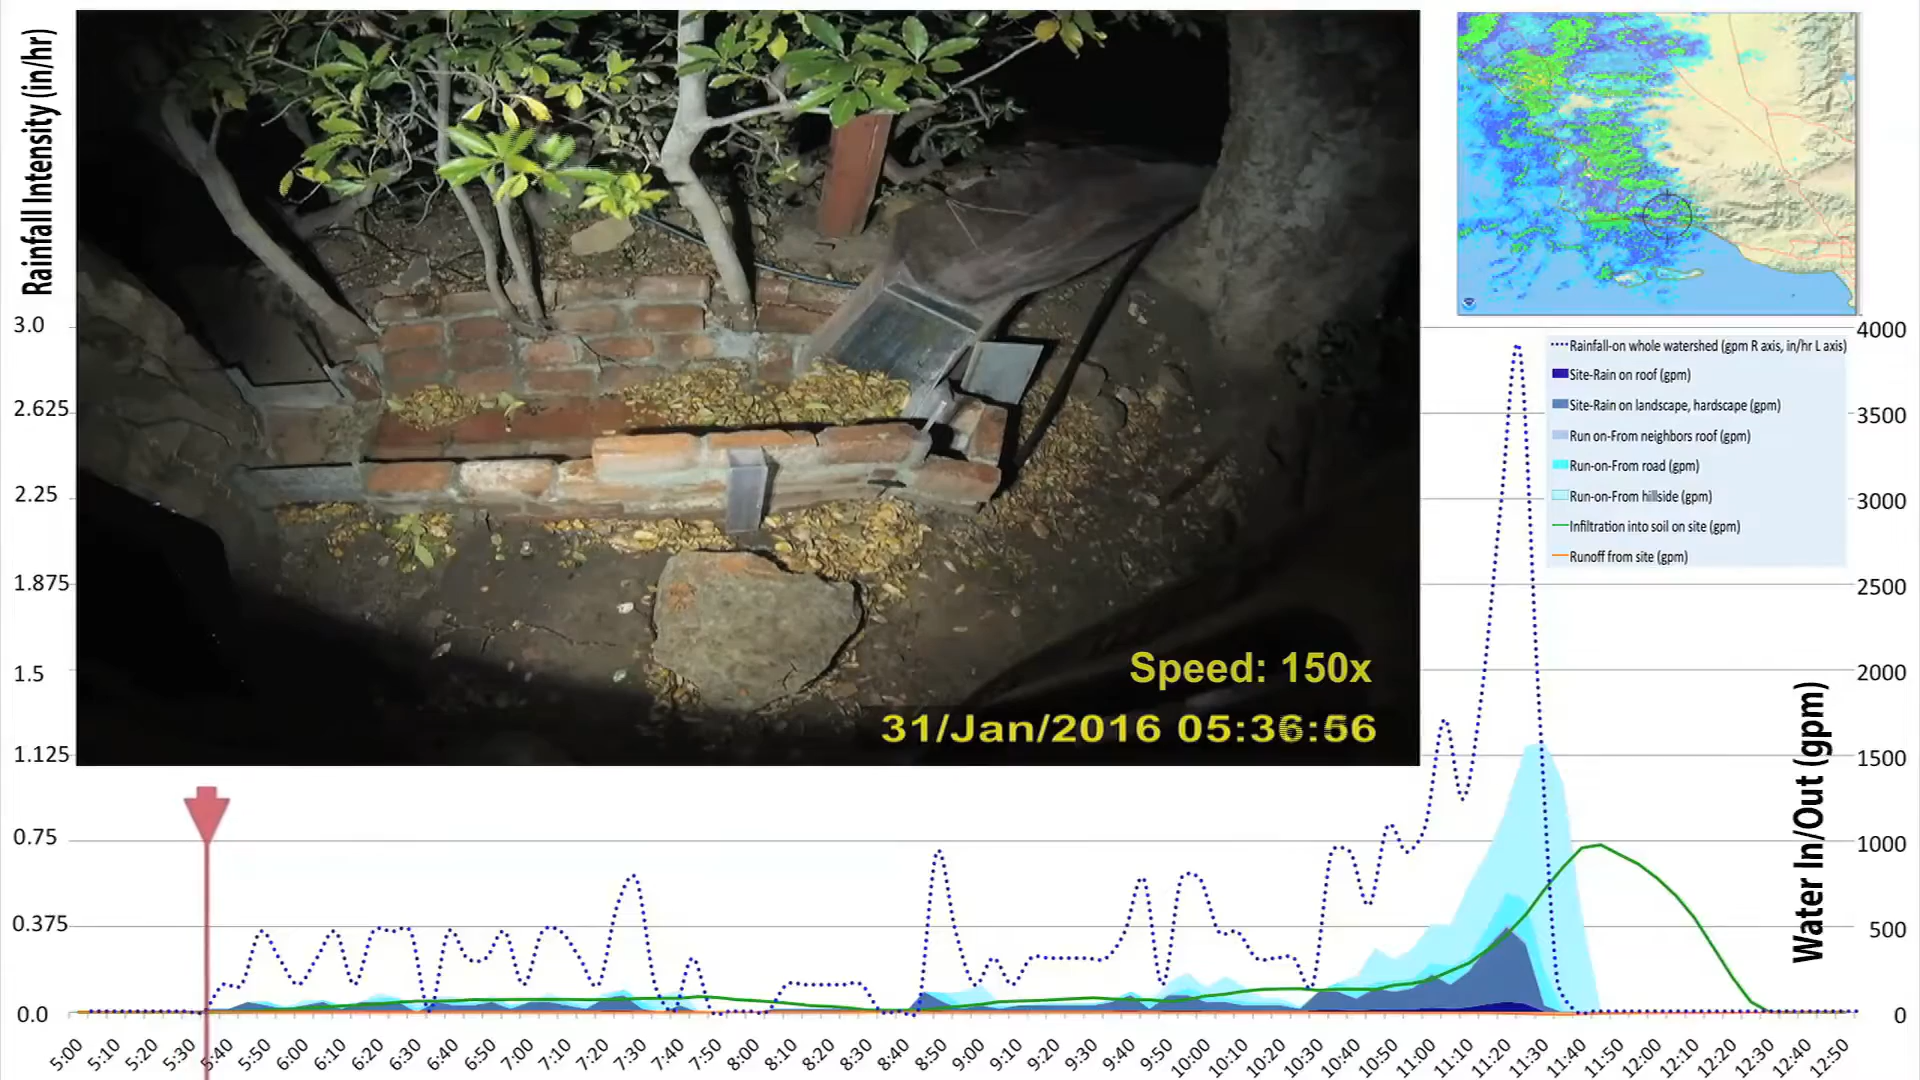 Rainfall Intensity (in/hr)
3.0
2.625
2.25
1.875
1.5
1.125
0.75
0.375
0.0
Speed: 150x
31/Jan/2016 05:36:56
Rainfall-on whole watershed (gpm R axis, in/hr L axis)
Site-Rain on roof (gpm)
Site-Rain on landscape, hardscape (gpm)
Run on-From neighbors roof (gpm)
Run-on-From road (gpm)
Run-on-From hillside (gpm)
Infiltration into soil on site (gpm)
Runoff from site (gpm)
4000
3500
3000
2500
2000
1500
1000
500
0
Water In/Out (gpm)
5:00 5:10 5:20 5:30 5:40 5:50 6:00 6:10 6:20 6:30 6:40 6:50 7:00 7:10 7:20 7:30 7:40 7:50 8:00 8:10 8:20 8:30 8:40 8:50 9:00 9:10 9:20 9:30 9:40 9:50 10:00 10:10 10:20 10:30 10:40 10:50 11:00 11:10 11:20 11:30 11:40 11:50 12:00 12:10 12:20 12:30 12:40 12:50